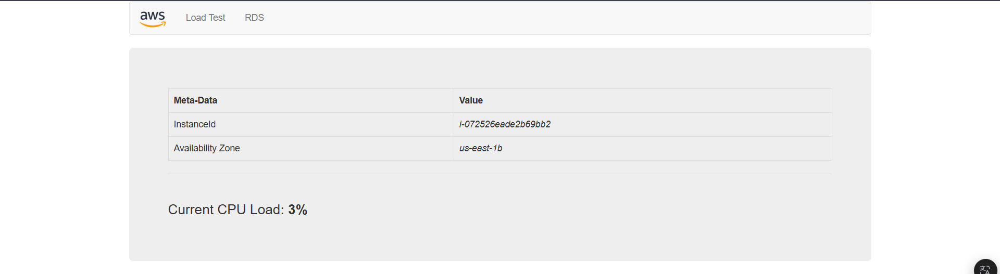 aws Load Test RDS
Meta-Data Value
InstanceId i-072526eade2b69bb2
Availability Zone us-east-1b
Current CPU Load: 3%